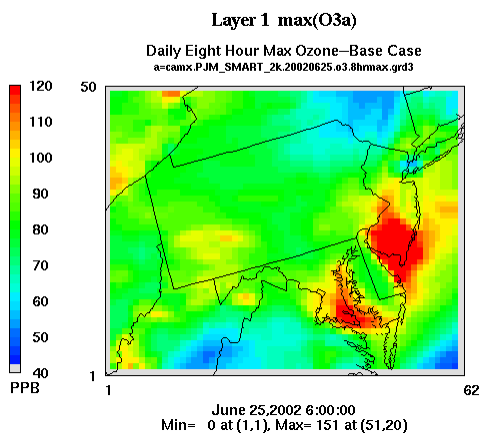 Layer 1 max(O3a)
Daily Eight Hour Max Ozone-Base Case
a=camx.PJM_SMART_2k.20020625.o3.8hrmax.grd3
50
120
110
100
90
80
70
60
50
40
PPB
1
1
62
June 25,2002 6:00:00
Min= 0 at (1,1), Max= 151 at (51,20)